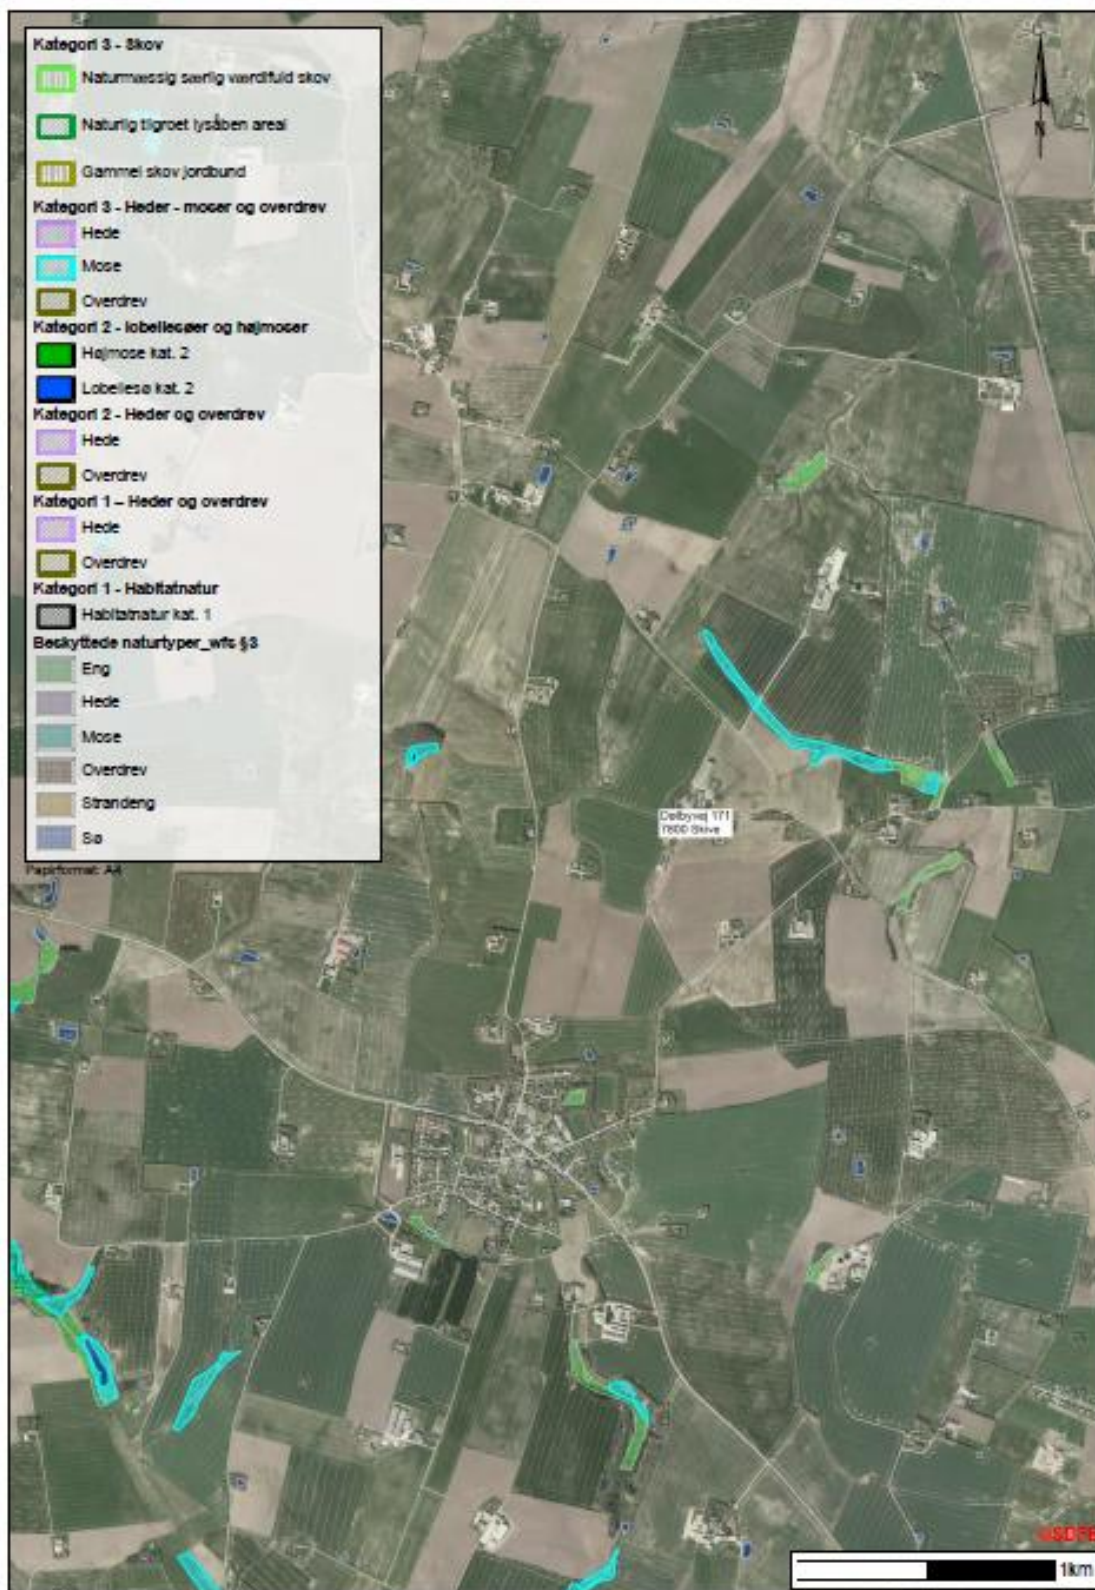 Kategori 3 - Skov
Naturmæssig særlig værdifuld skov
Naturlig tilgroet lysåben areal
Gammel skov jordbund
Kategori 3 - Heder - moser og overdrev
Hede
Mose
Overdrev
Kategori 2 - lobeliesøer og højmoser
Højmose kat. 2
Lobeliesø kat. 2
Kategori 2 - Heder og overdrev
Hede
Overdrev
Kategori 1 – Heder og overdrev
Hede
Overdrev
Kategori 1 - Habitatnatur
Habitatnatur kat. 1
Beskyttede naturtyper_wfs §3
Eng
Hede
Mose
Overdrev
Strandeng
Sø
Papirformat: A4
N
Dølbyvej 171
7800 Skive
1km